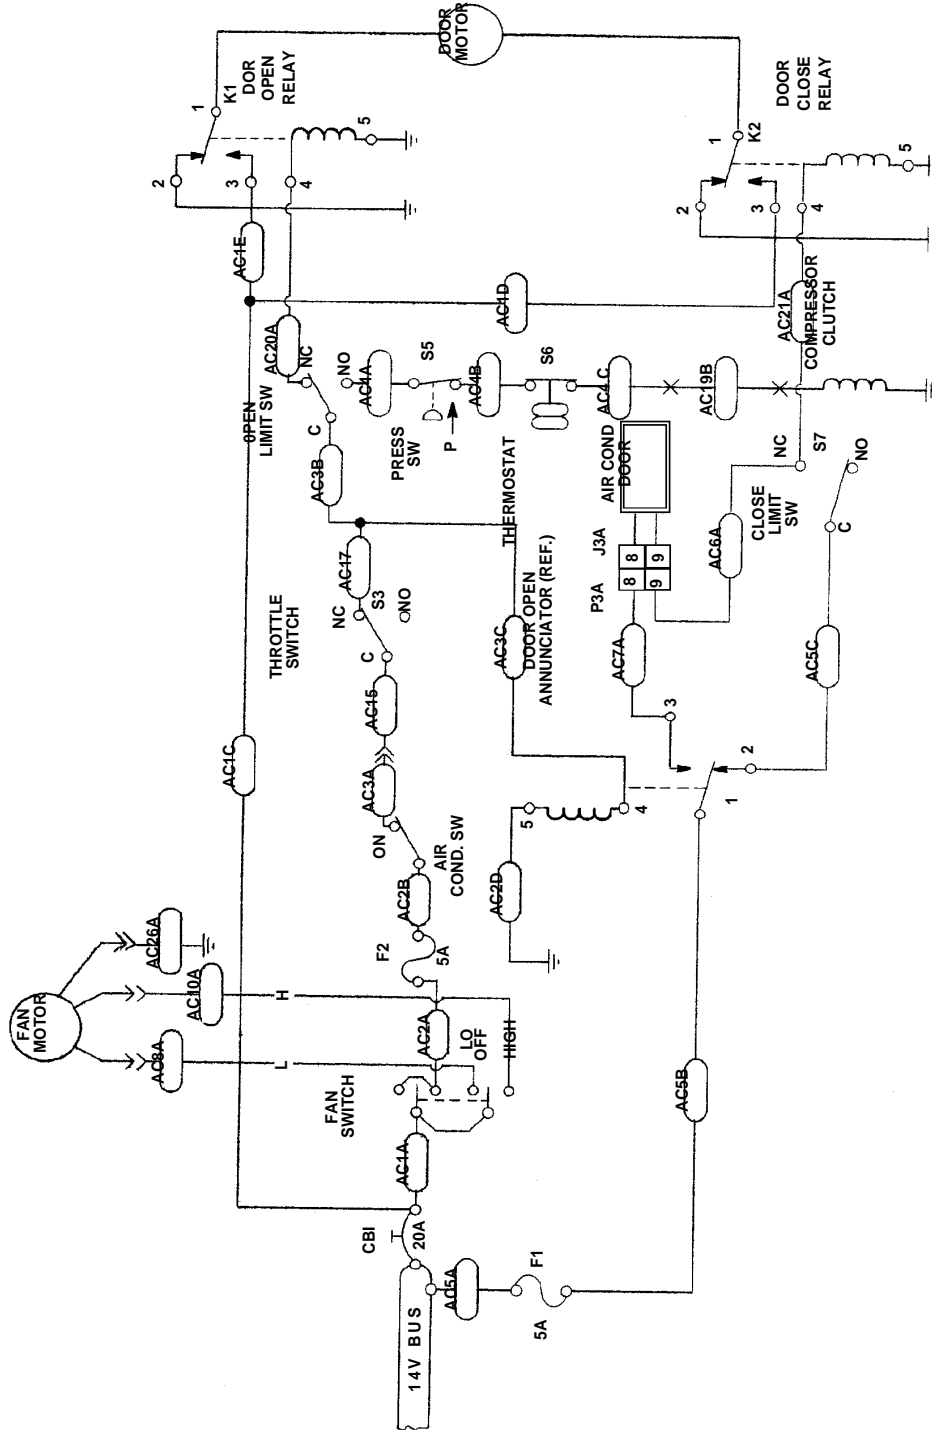 DOOR
MOTOR
1
K1
DOR
OPEN
RELAY
5
2
3
4
AC1E
DOOR
CLOSE
RELAY
1
K2
2
3
4
5
AC1D
AC20A
NC
NO
0PEN
LIMIT SW
C
AC3B
AC4A
S5
PRESS
SW
P
AC4B
S6
AC4 C
AC19B
AC21A
COMPRESSOR
CLUTCH
THERMOSTAT
AIR COND
DOOR
J3A
P3A
8
8
9
9
AC6A
CLOSE
LIMIT
SW
NC
S7
NO
C
AC17
NC
S3
NO
THROTTLE
SWITCH
C
AC15
AC3C
DOOR OPEN
ANNUNCIATOR (REF.)
AC7A
3
AC5C
2
1
4
5
AC1C
AC3A
ON
AIR
COND. SW
AC2B
AC2D
F2
5A
FAN
MOTOR
AC26A
AC10A
AC8A
H
L
AC2A
LO
OFF
HIGH
FAN
SWITCH
AC1A
AC5B
CBI
20A
14V BUS
AC5A
F1
5A